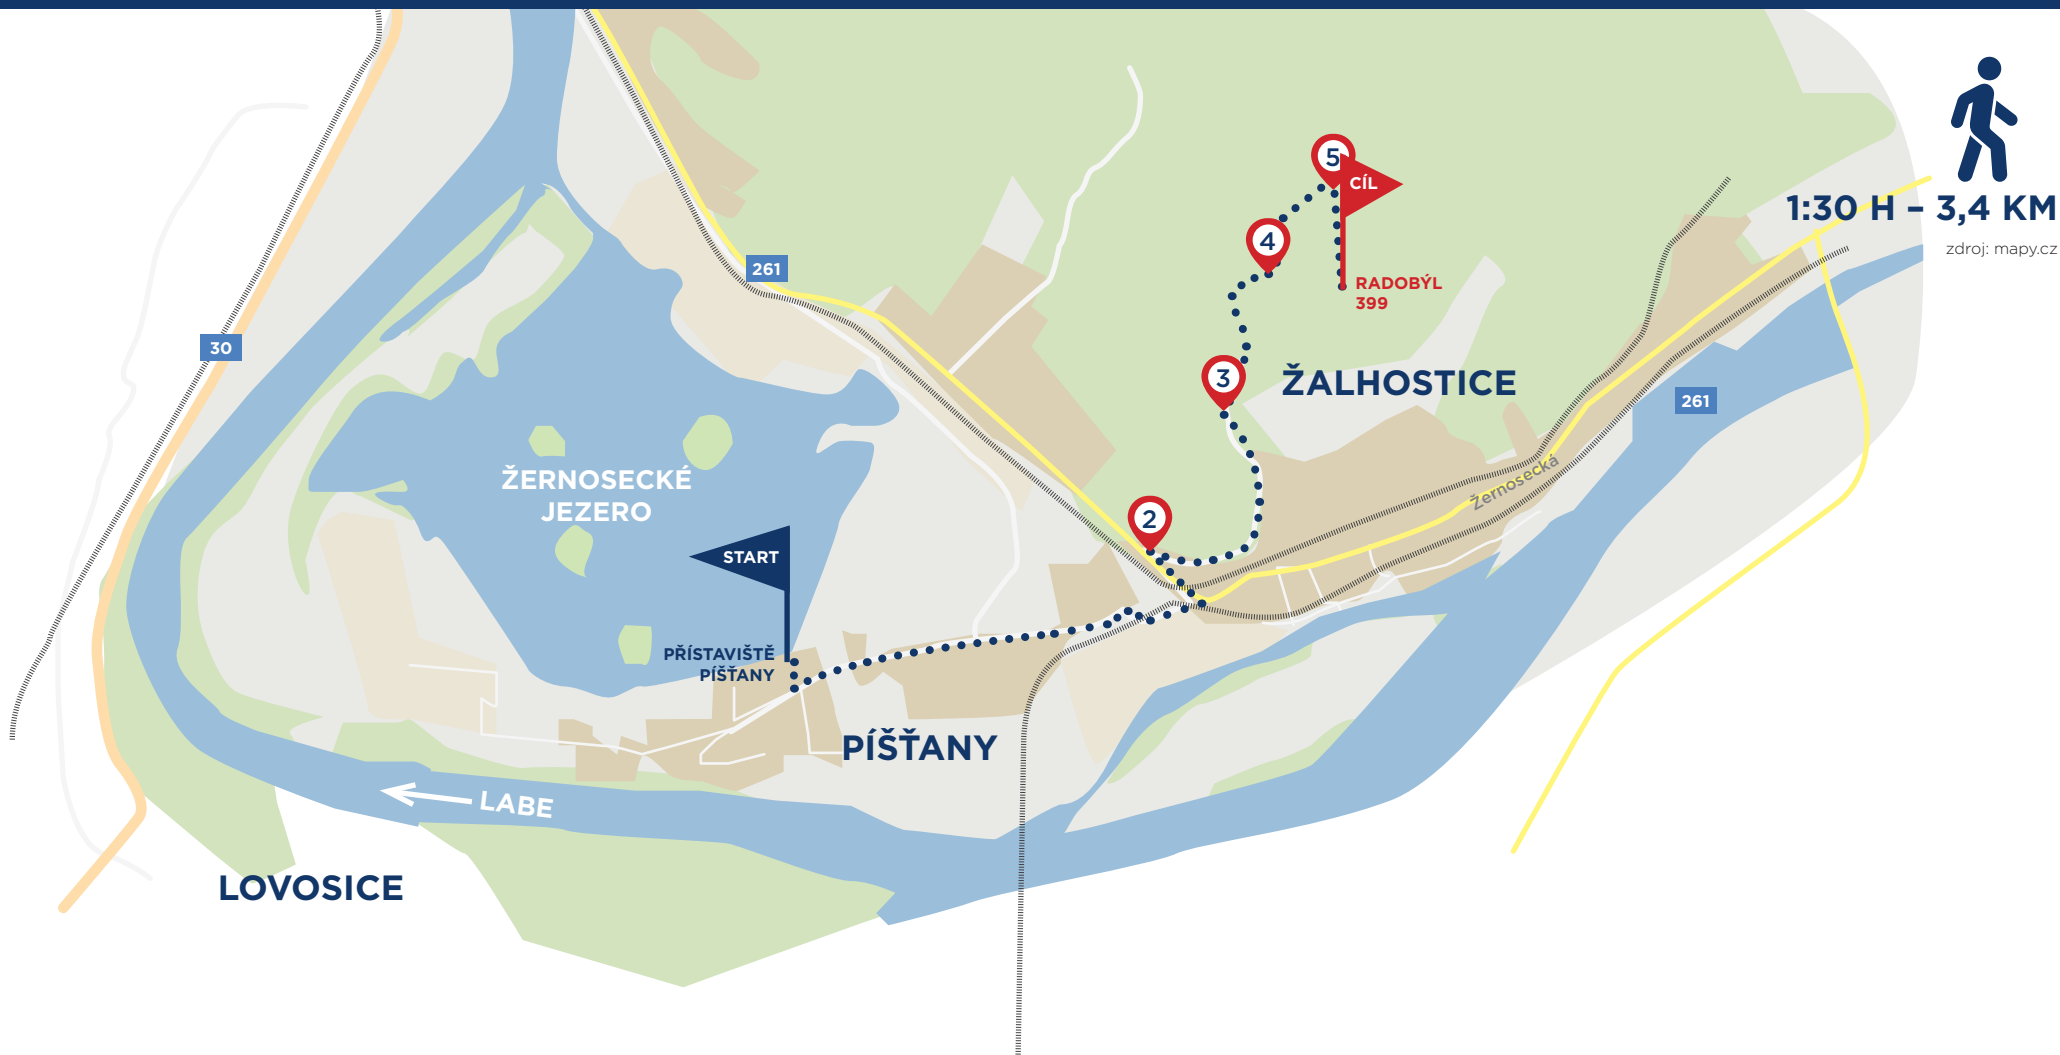 5
CÍL
4
1:30 H – 3,4 KM
zdroj: mapy.cz
261
RADOBÝL
399
30
3
ŽALHOSTICE
261
ŽERNOSECKÉ
JEZERO
Žernosecká
2
START
PŘÍSTAVIŠTĚ
PÍŠŤANY
PÍŠŤANY
LABE
LOVOSICE